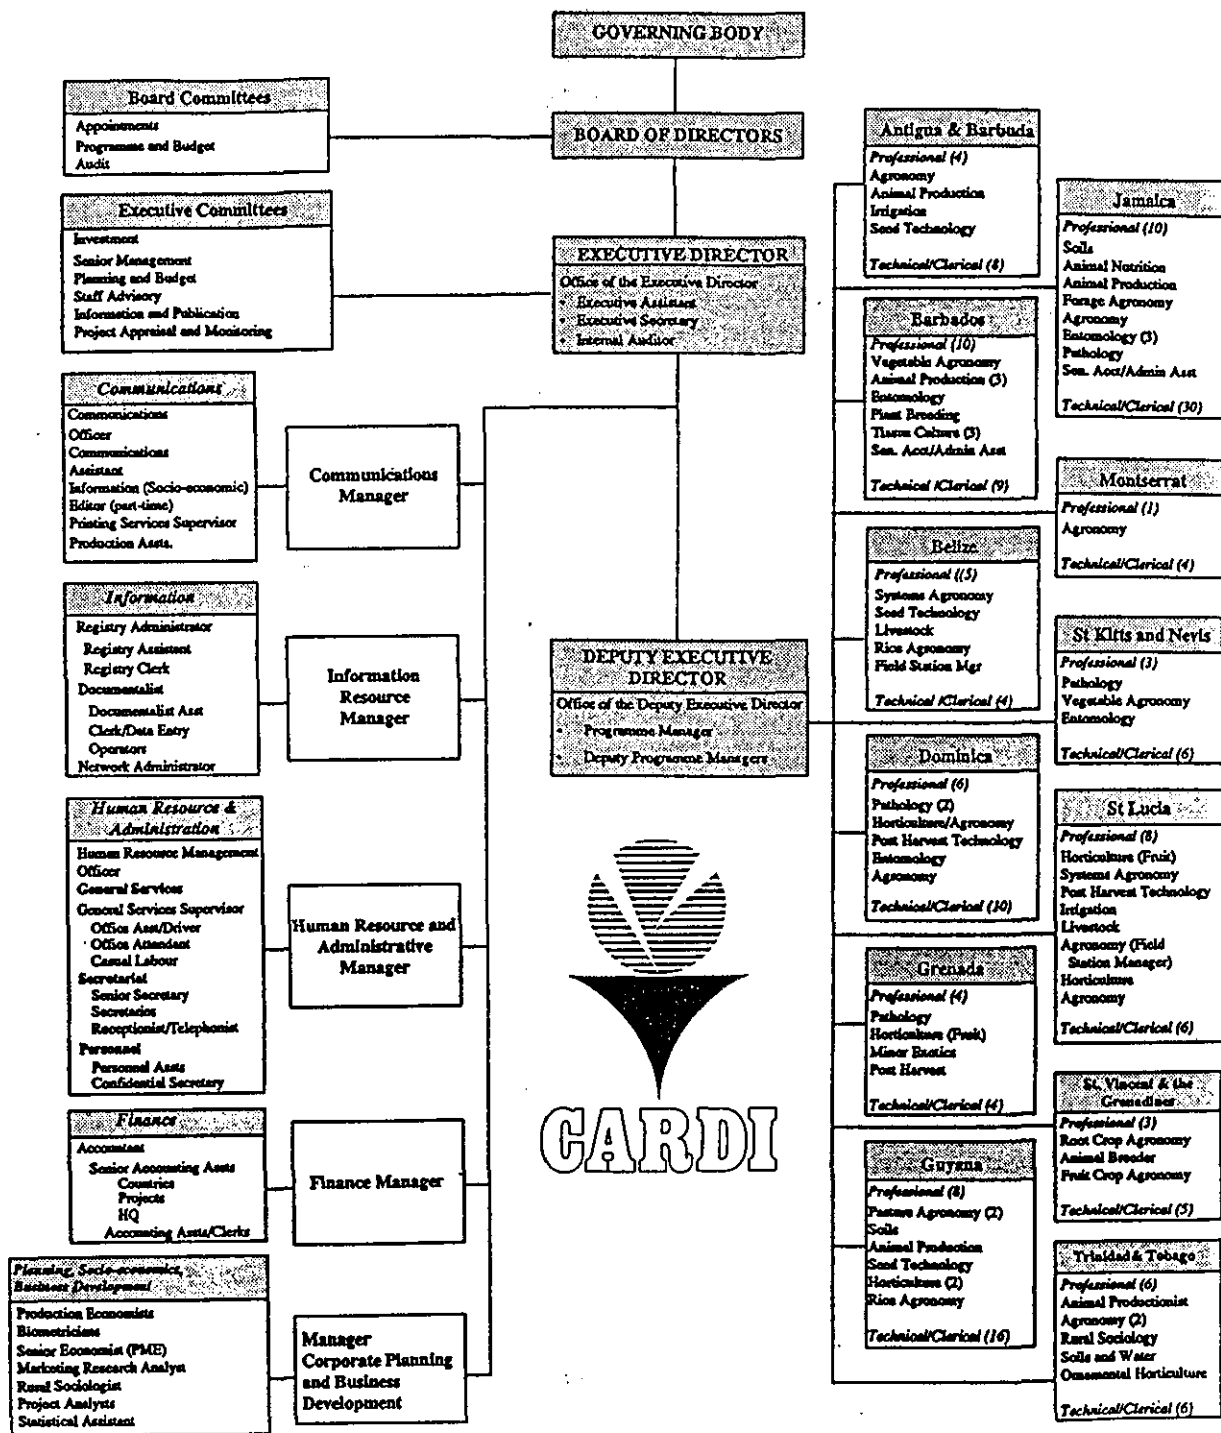 GOVERNING BODY
BOARD OF DIRECTORS
Board Committees
Appointments
Programme and Budget
Audit
Executive Committees
Investment
Senior Management
Planning and Budget
Staff Advisory
Information and Publication
Project Appraisal and Monitoring
EXECUTIVE DIRECTOR
Office of the Executive Director
• Executive Assistant
• Executive Secretary
• Internal Auditor
Communications
Communications
Officer
Communications
Assistant
Information (Socio-economic)
Editor (part-time)
Printing Services Supervisor
Production Assts.
Communications
Manager
Information
Registry Administrator
Registry Assistant
Registry Clerk
Documentalist
Documentalist Asst
Clerk/Data Entry
Operators
Network Administrator
Information
Resource
Manager
DEPUTY EXECUTIVE
DIRECTOR
Office of the Deputy Executive Director
• Programme Manager
• Deputy Programme Managers
Human Resource &
Administration
Human Resource Management
Officer
General Services
General Services Supervisor
Office Asst/Driver
Office Attendant
Casual Labour
Secretariat
Senior Secretary
Secretaries
Receptionist/Telephonist
Personnel
Personnel Assts
Confidential Secretary
Human Resource and
Administrative
Manager
Finance
Accountant
Senior Accounting Assts
Countries
Projects
HQ
Accounting Assts/Clerks
Finance Manager
Planning, Socio-economics,
Business Development
Production Economists
Biometricians
Senior Economist (PME)
Marketing Research Analyst
Rural Sociologist
Project Analysts
Statistical Assistant
Manager
Corporate Planning
and Business
Development
CARDI
Antigua & Barbuda
Professional (4)
Agronomy
Animal Production
Irrigation
Seed Technology
Technical/Clerical (8)
Jamaica
Professional (10)
Soils
Animal Nutrition
Animal Production
Forage Agronomy
Agronomy
Entomology (3)
Pathology
Sen. Acct/Admin Asst
Technical/Clerical (30)
Barbados
Professional (10)
Vegetable Agronomy
Animal Production (3)
Entomology
Plant Breeding
Tissue Culture (3)
Sen. Acct/Admin Asst
Technical /Clerical (9)
Montserrat
Professional (1)
Agronomy
Technical/Clerical (4)
Belize
Professional ((5)
Systems Agronomy
Seed Technology
Livestock
Rice Agronomy
Field Station Mgr
Technical /Clerical (4)
St Kitts and Nevis
Professional (3)
Pathology
Vegetable Agronomy
Entomology
Technical/Clerical (6)
Dominica
Professional (6)
Pathology (2)
Horticulture/Agronomy
Post Harvest Technology
Entomology
Agronomy
Technical/Clerical (10)
St Lucia
Professional (8)
Horticulture (Fruit)
Systems Agronomy
Post Harvest Technology
Irrigation
Livestock
Agronomy (Field
Station Manager)
Horticulture
Agronomy
Technical/Clerical (6)
Grenada
Professional (4)
Pathology
Horticulture (Fruit)
Minor Exotics
Post Harvest
Technical/Clerical (4)
St. Vincent & the
Grenadines
Professional (3)
Root Crop Agronomy
Animal Breeder
Fruit Crop Agronomy
Technical/Clerical (5)
Guyana
Professional (8)
Pasture Agronomy (2)
Soils
Animal Production
Seed Technology
Horticulture (2)
Rice Agronomy
Technical/Clerical (16)
Trinidad & Tobago
Professional (6)
Animal Productionist
Agronomy (2)
Rural Sociology
Soils and Water
Ornamental Horticulture
Technical/Clerical (6)